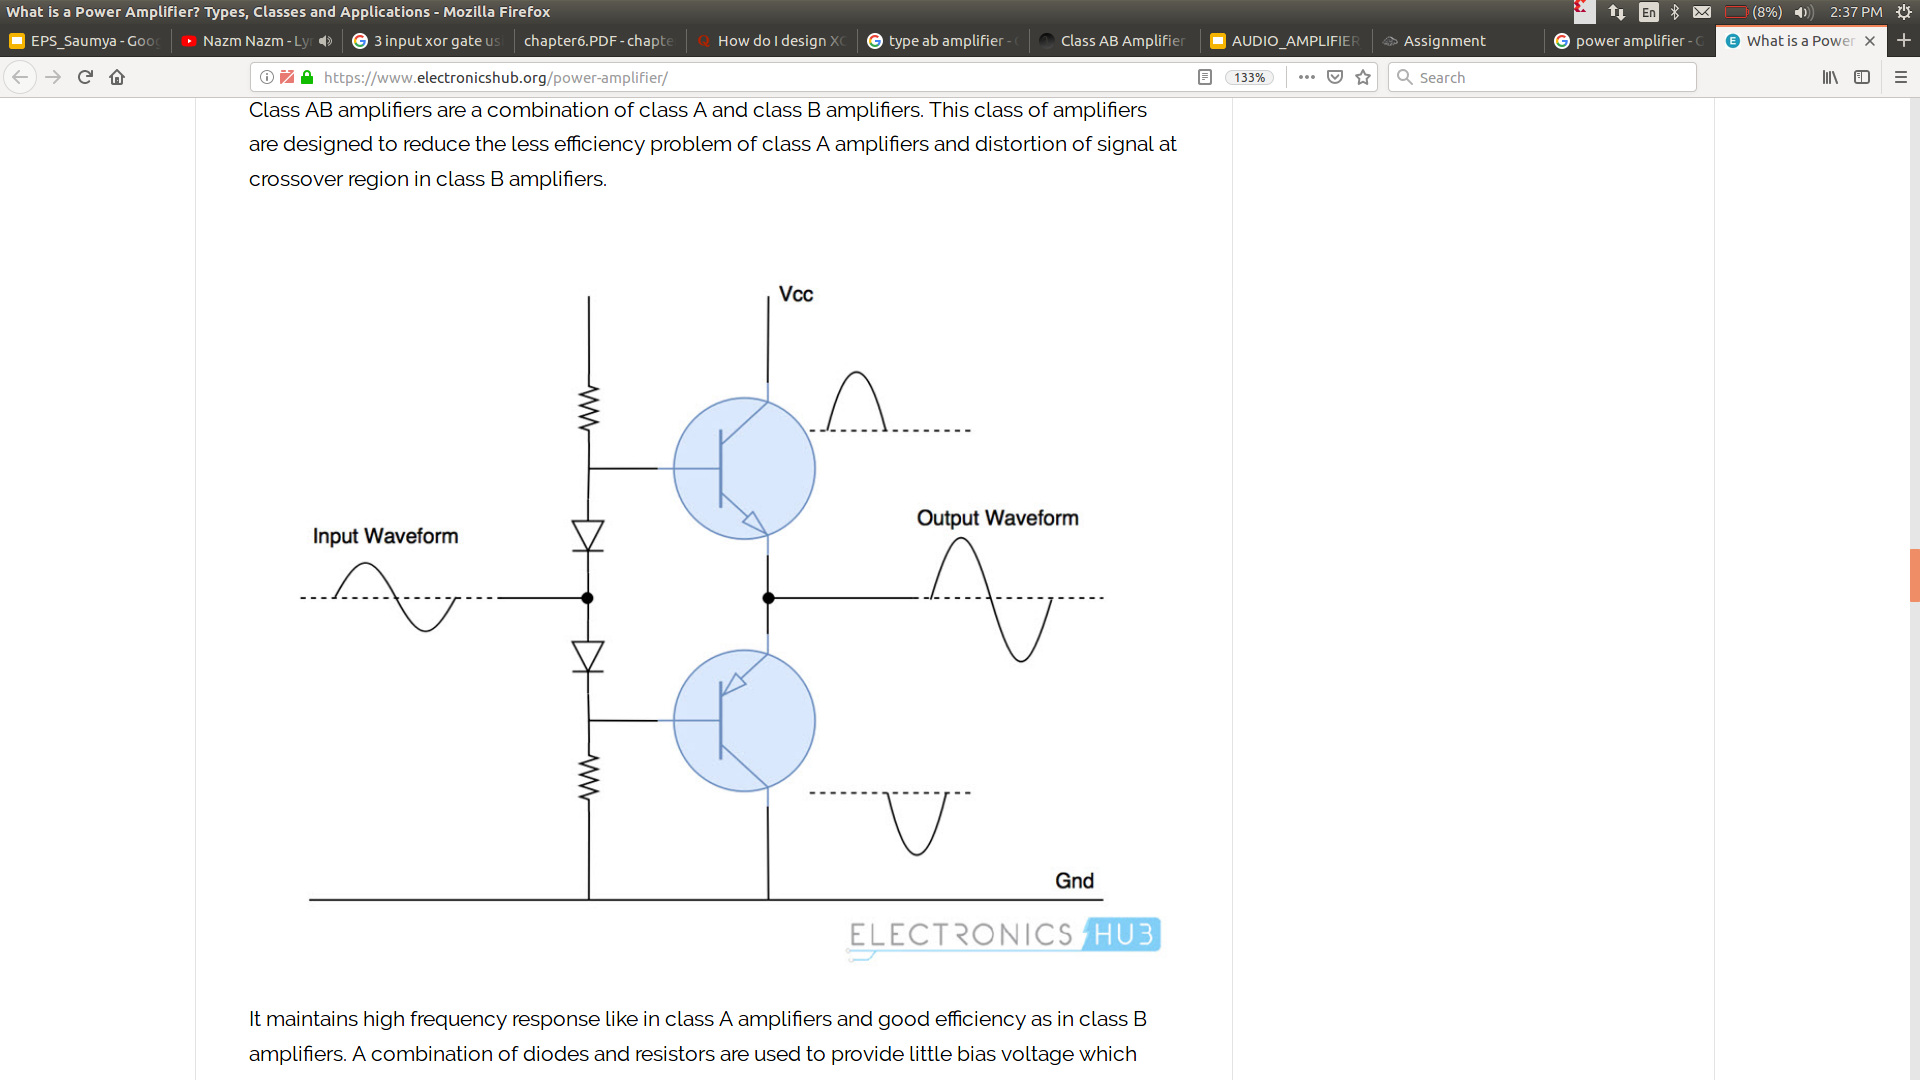 What is a Power Amplifier? Types, Classes and Applications - Mozilla Firefox
En (8%) 2:37 PM
EPS_Saumya - Goo Nazm Nazm - Lyr 3 input xor gate us chapter6.PDF - chapte How do I design XO type ab amplifier - Class AB Amplifier AUDIO_AMPLIFIER Assignment power amplifier - G What is a Power
https://www.electronicshub.org/power-amplifier/ 133% Search
Class AB amplifiers are a combination of class A and class B amplifiers. This class of amplifiers
are designed to reduce the less efficiency problem of class A amplifiers and distortion of signal at
crossover region in class B amplifiers.
Vcc
Output Waveform
Input Waveform
Gnd
ELECTRONICS HUB
It maintains high frequency response like in class A amplifiers and good efficiency as in class B
amplifiers. A combination of diodes and resistors are used to provide little bias voltage which